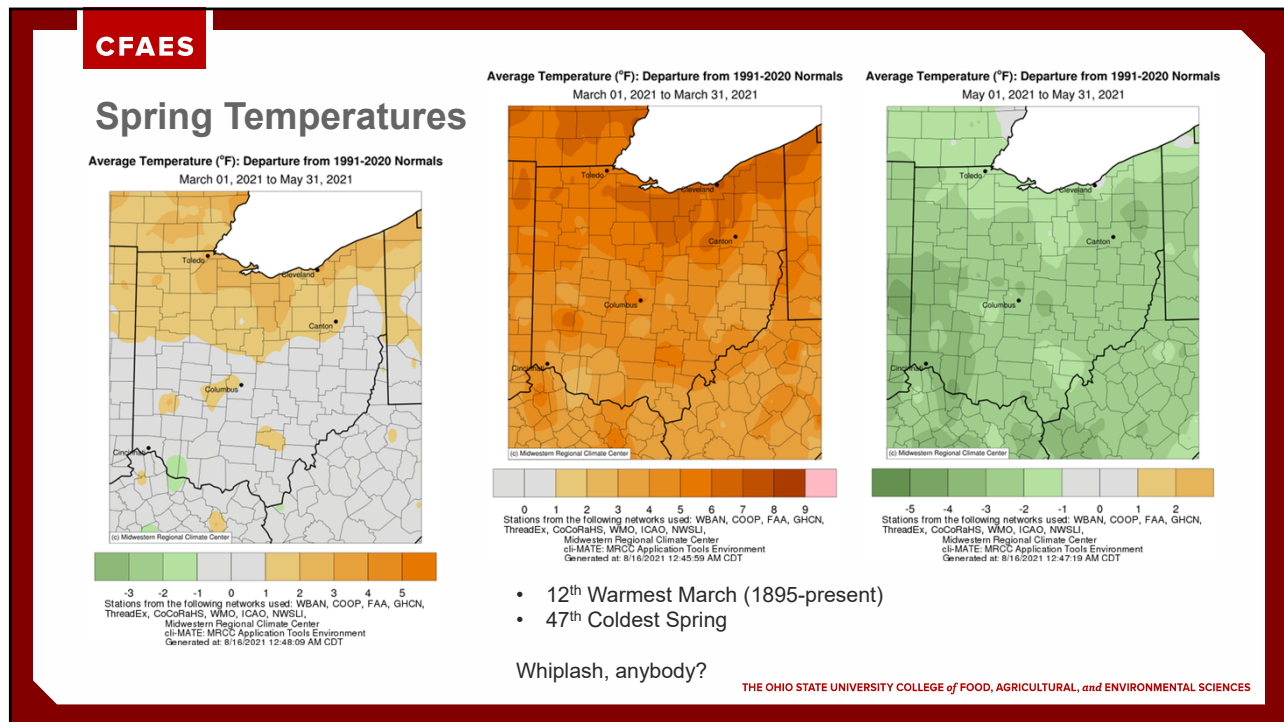 CFAES
Spring Temperatures
Average Temperature (°F): Departure from 1991-2020 Normals
March 01, 2021 to May 31, 2021
Toledo
Cleveland
Canton
Columbus
Cincinnati
(c) Midwestern Regional Climate Center
-3 -2 -1 0 1 2 3 4 5
Stations from the following networks used: WBAN, COOP, FAA, GHCN,
ThreadEx, CoCoRaHS, WMO, ICAO, NWSLI,
Midwestern Regional Climate Center
cli-MATE: MRCC Application Tools Environment
Generated at: 8/16/2021 12:48:09 AM CDT
Average Temperature (°F): Departure from 1991-2020 Normals
March 01, 2021 to March 31, 2021
Toledo
Cleveland
Canton
Columbus
Cincinnati
(c) Midwestern Regional Climate Center
0 1 2 3 4 5 6 7 8 9
Stations from the following networks used: WBAN, COOP, FAA, GHCN,
ThreadEx, CoCoRaHS, WMO, ICAO, NWSLI,
Midwestern Regional Climate Center
cli-MATE: MRCC Application Tools Environment
Generated at: 8/16/2021 12:45:59 AM CDT
Average Temperature (°F): Departure from 1991-2020 Normals
May 01, 2021 to May 31, 2021
Toledo
Cleveland
Canton
Columbus
Cincinnati
(c) Midwestern Regional Climate Center
-5 -4 -3 -2 -1 0 1 2
Stations from the following networks used: WBAN, COOP, FAA, GHCN,
ThreadEx, CoCoRaHS, WMO, ICAO, NWSLI,
Midwestern Regional Climate Center
cli-MATE: MRCC Application Tools Environment
Generated at: 8/16/2021 12:47:19 AM CDT
• 12th Warmest March (1895-present)
• 47th Coldest Spring
Whiplash, anybody?
THE OHIO STATE UNIVERSITY COLLEGE of FOOD, AGRICULTURAL, and ENVIRONMENTAL SCIENCES